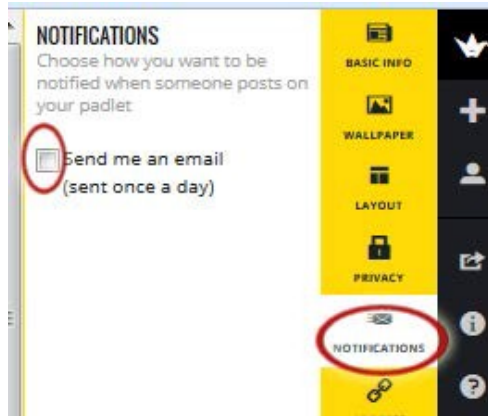 NOTIFICATIONS
Choose how you want to be
notified when someone posts on
your padlet
Send me an email
(sent once a day)
BASIC INFO
WALLPAPER
LAYOUT
PRIVACY
NOTIFICATIONS